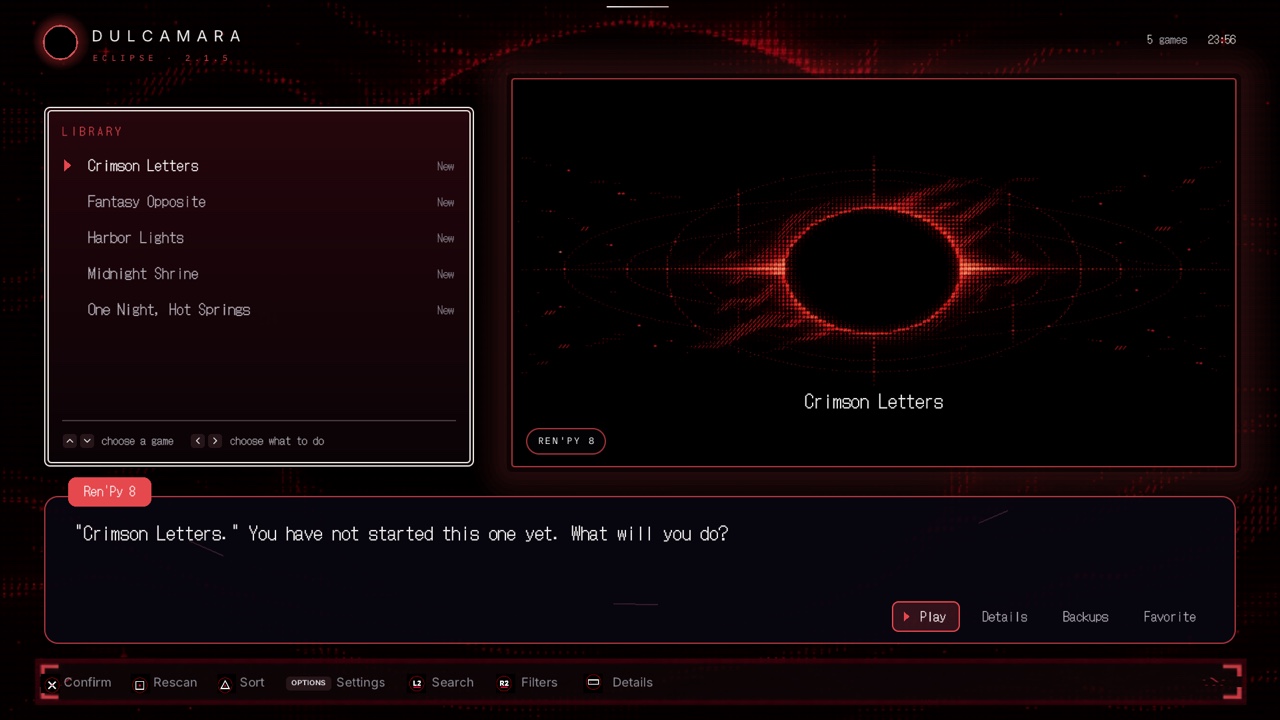 DULCAMARA
ECLIPSE · 2.1.5
5 games 23:56
LIBRARY
Crimson Letters New
Fantasy Opposite New
Harbor Lights New
Midnight Shrine New
One Night, Hot Springs New
choose a game choose what to do
Crimson Letters
REN'PY 8
Ren'Py 8
"Crimson Letters." You have not started this one yet. What will you do?
Play Details Backups Favorite
Confirm Rescan Sort OPTIONS Settings L2 Search R2 Filters Details